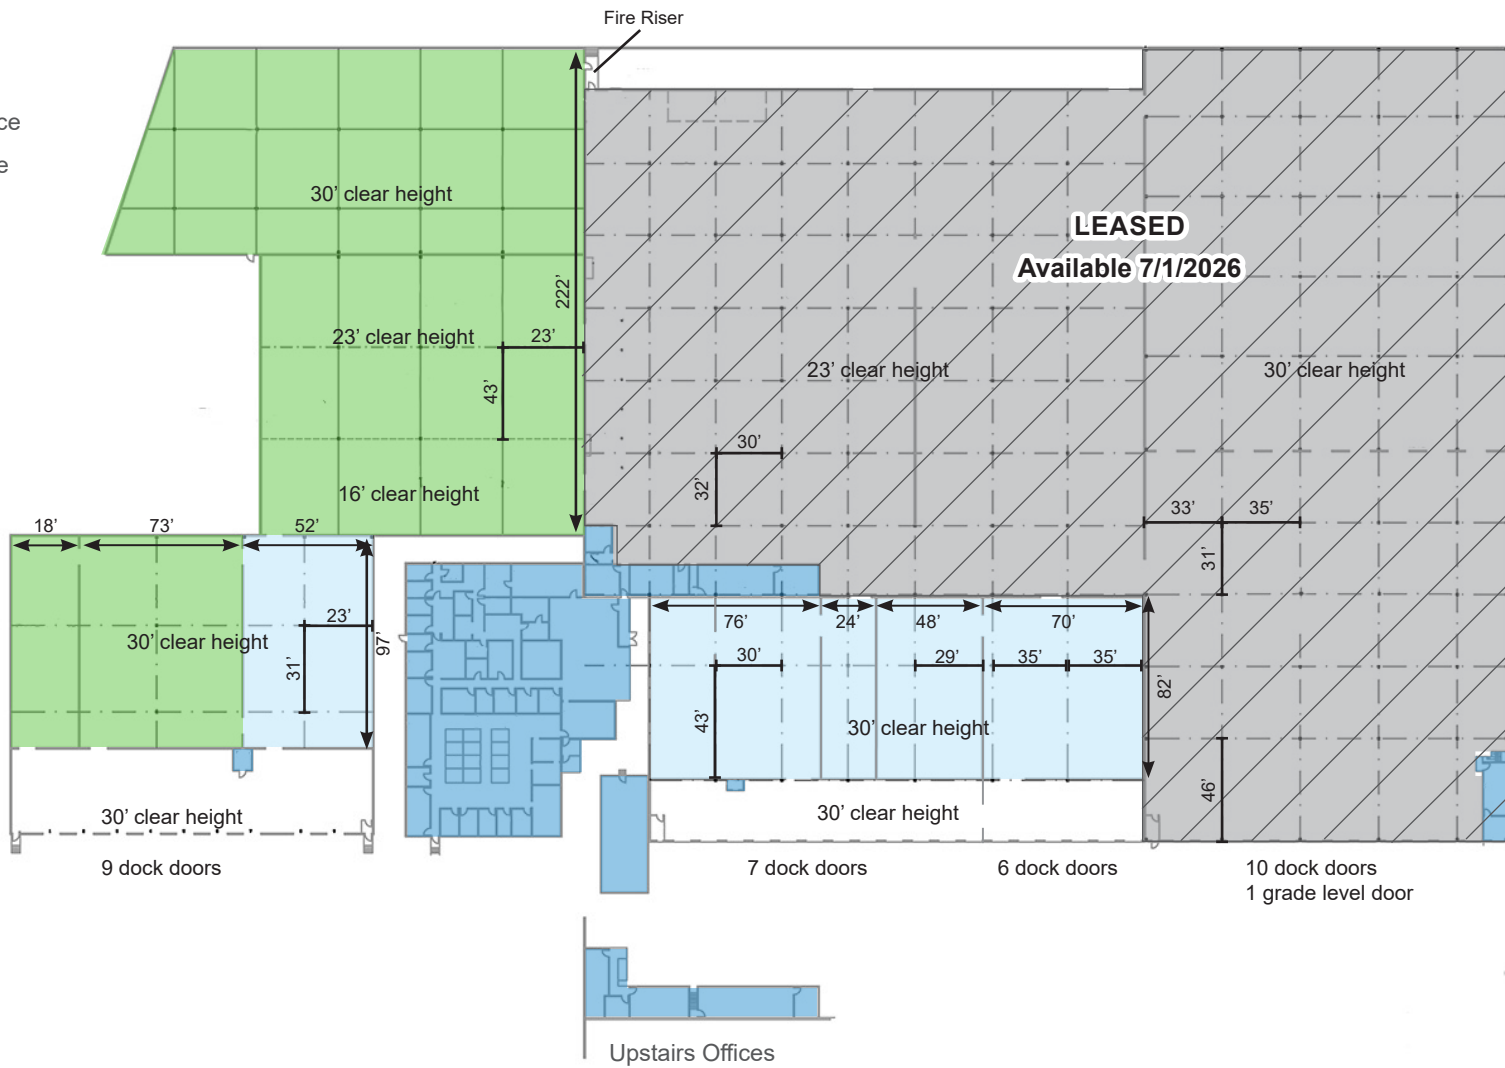 Fire Riser
ce
e
30’ clear height
LEASED
Available 7/1/2026
222’
23’ clear height
23’
43’
23’ clear height
30’ clear height
30’
32’
16’ clear height
33’
35’
31’
18’
73’
52’
23’
97’
30’ clear height
31’
76’
24’
48’
70’
30’
29’
35’
35’
82’
43’
30’ clear height
46’
30’ clear height
30’ clear height
9 dock doors
7 dock doors
6 dock doors
10 dock doors
1 grade level door
Upstairs Offices